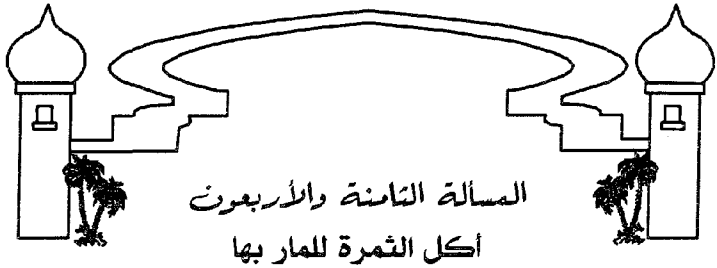 المسألة الثامنة والأربعون
أكل الثمرة للمار بها